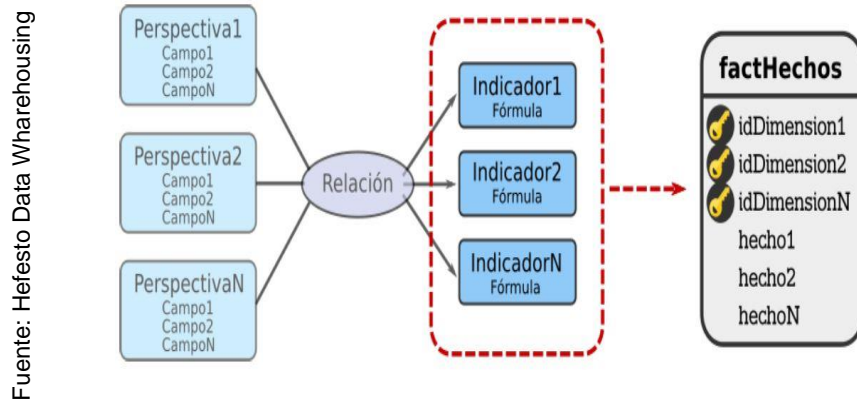 Fuente: Hefesto Data Wharehousing
Perspectiva1
Campo1
Campo2
CampoN
Perspectiva2
Campo1
Campo2
CampoN
PerspectivaN
Campo1
Campo2
CampoN
Relación
Indicador1
Fórmula
Indicador2
Fórmula
IndicadorN
Fórmula
factHechos
idDimension1
idDimension2
idDimensionN
hecho1
hecho2
hechoN